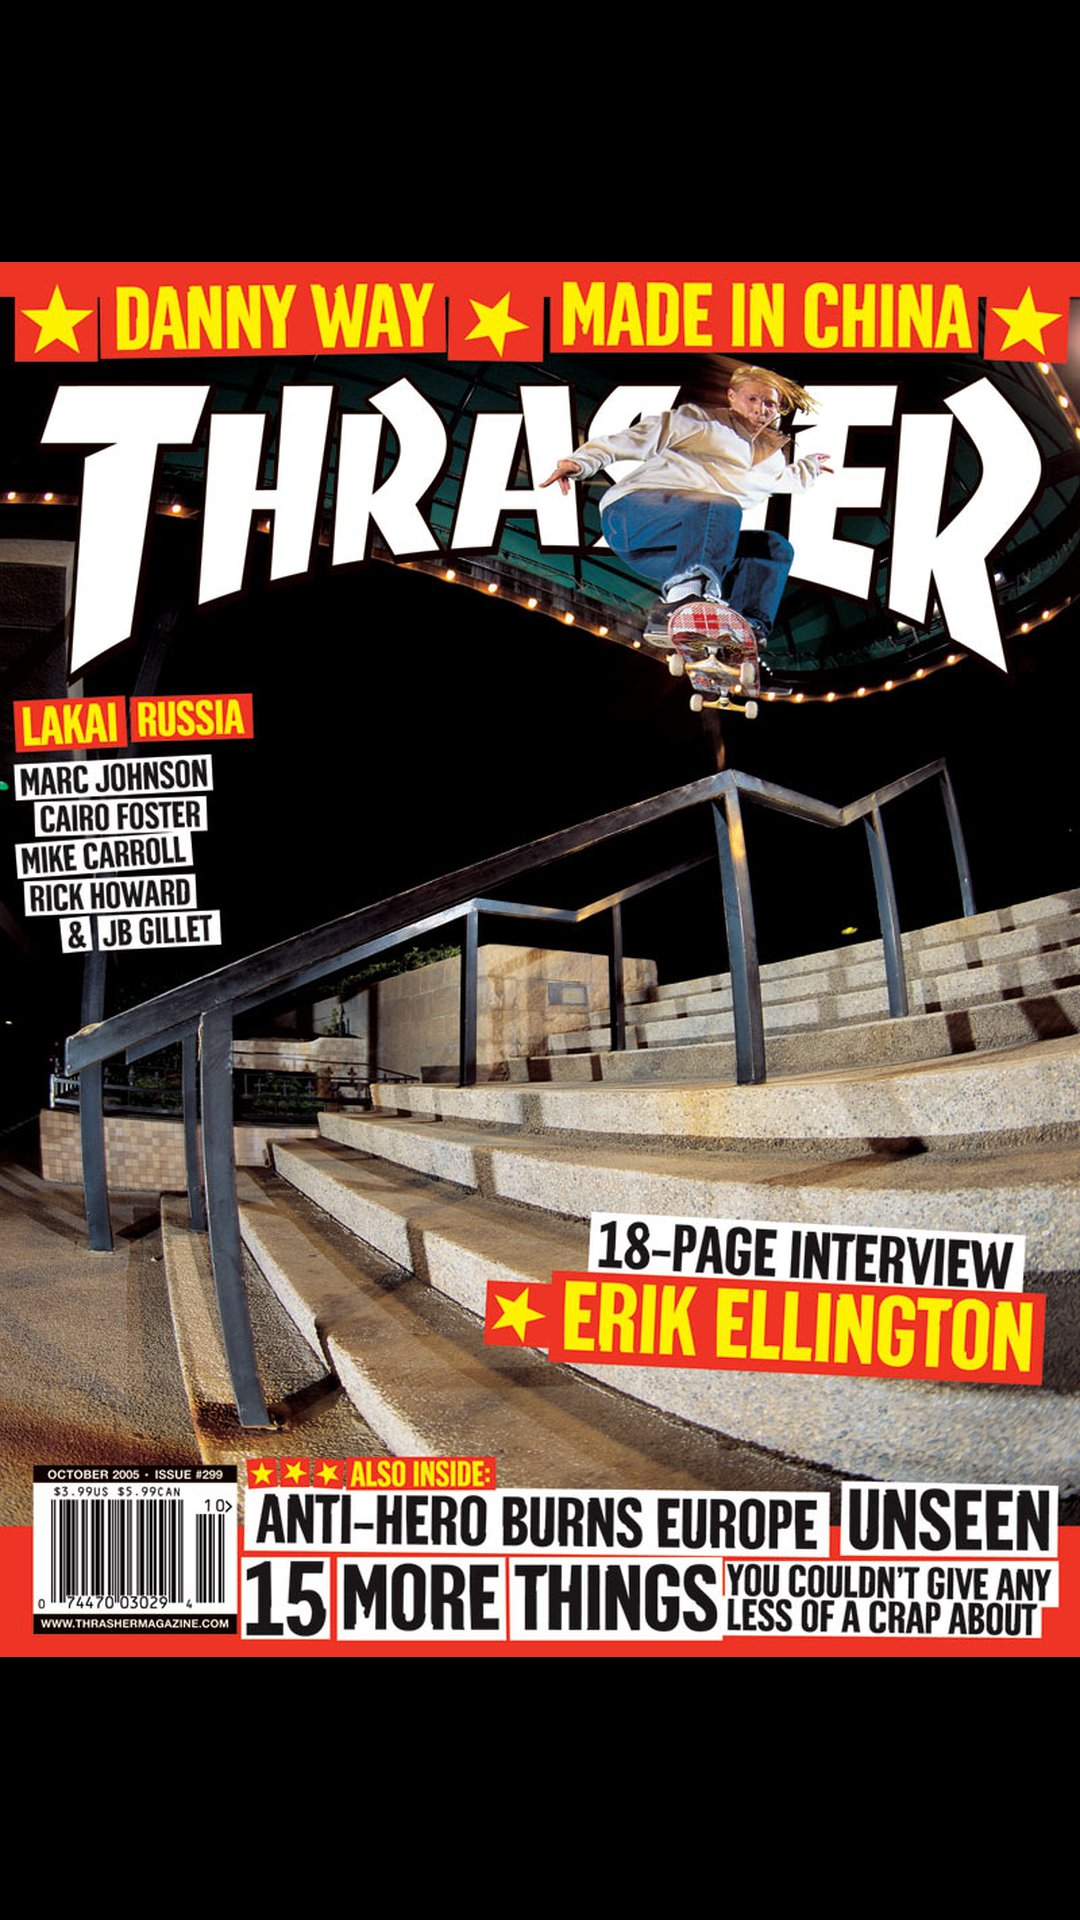 DANNY WAY MADE IN CHINA
THRASHER
LAKAI RUSSIA
MARC JOHNSON
CAIRO FOSTER
MIKE CARROLL
RICK HOWARD
& JB GILLET
18-PAGE INTERVIEW
ERIK ELLINGTON
OCTOBER 2005 · ISSUE #299
$3.99US $5.99CAN
10>
0 74470 03029 4
WWW.THRASHERMAGAZINE.COM
ALSO INSIDE:
ANTI-HERO BURNS EUROPE UNSEEN
15 MORE THINGS YOU COULDN'T GIVE ANY
LESS OF A CRAP ABOUT